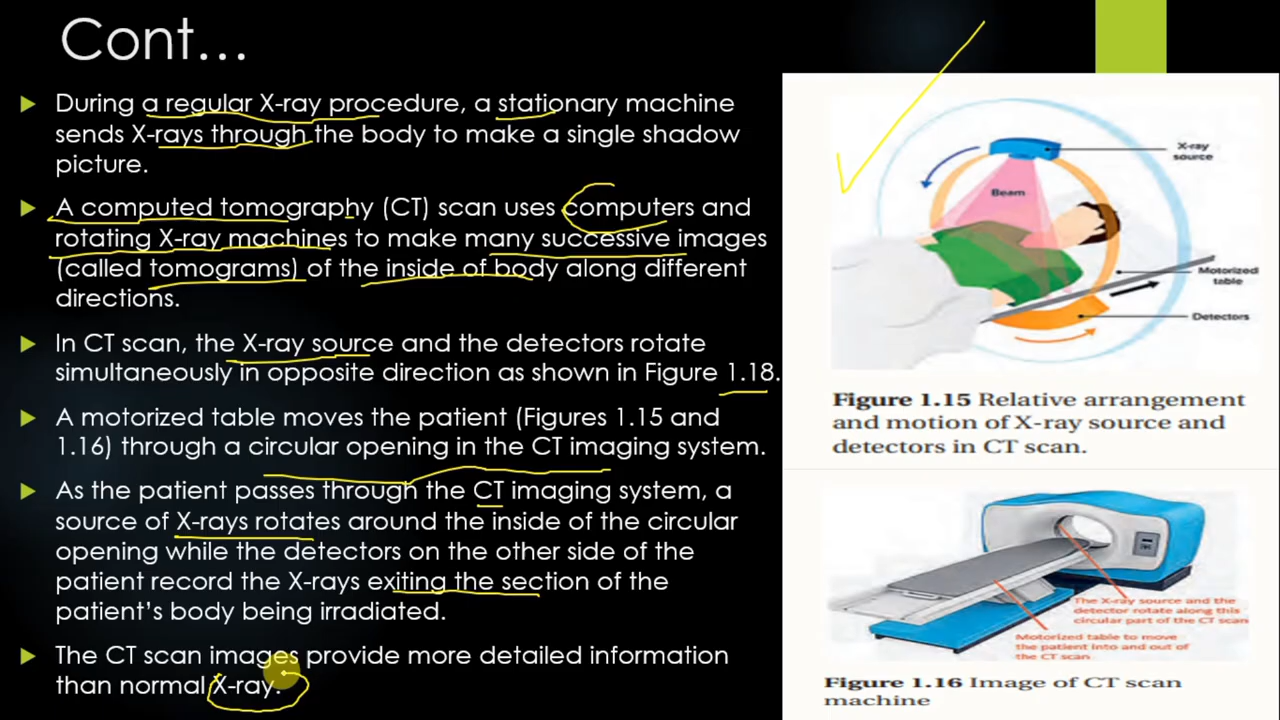 Cont…
During a regular X-ray procedure, a stationary machine
sends X-rays through the body to make a single shadow
picture.
A computed tomography (CT) scan uses computers and
rotating X-ray machines to make many successive images
(called tomograms) of the inside of body along different
directions.
In CT scan, the X-ray source and the detectors rotate
simultaneously in opposite direction as shown in Figure 1.18.
A motorized table moves the patient (Figures 1.15 and
1.16) through a circular opening in the CT imaging system.
As the patient passes through the CT imaging system, a
source of X-rays rotates around the inside of the circular
opening while the detectors on the other side of the
patient record the X-rays exiting the section of the
patient's body being irradiated.
The CT scan images provide more detailed information
than normal X-ray.
X-ray
source
Beam
Motorized
table
Detectors
Figure 1.15 Relative arrangement
and motion of X-ray source and
detectors in CT scan.
The X-ray source and the
detector rotate along this
circular part of the CT scan
Motorized table to move
the patient into and out of
the CT scan
Figure 1.16 Image of CT scan
machine